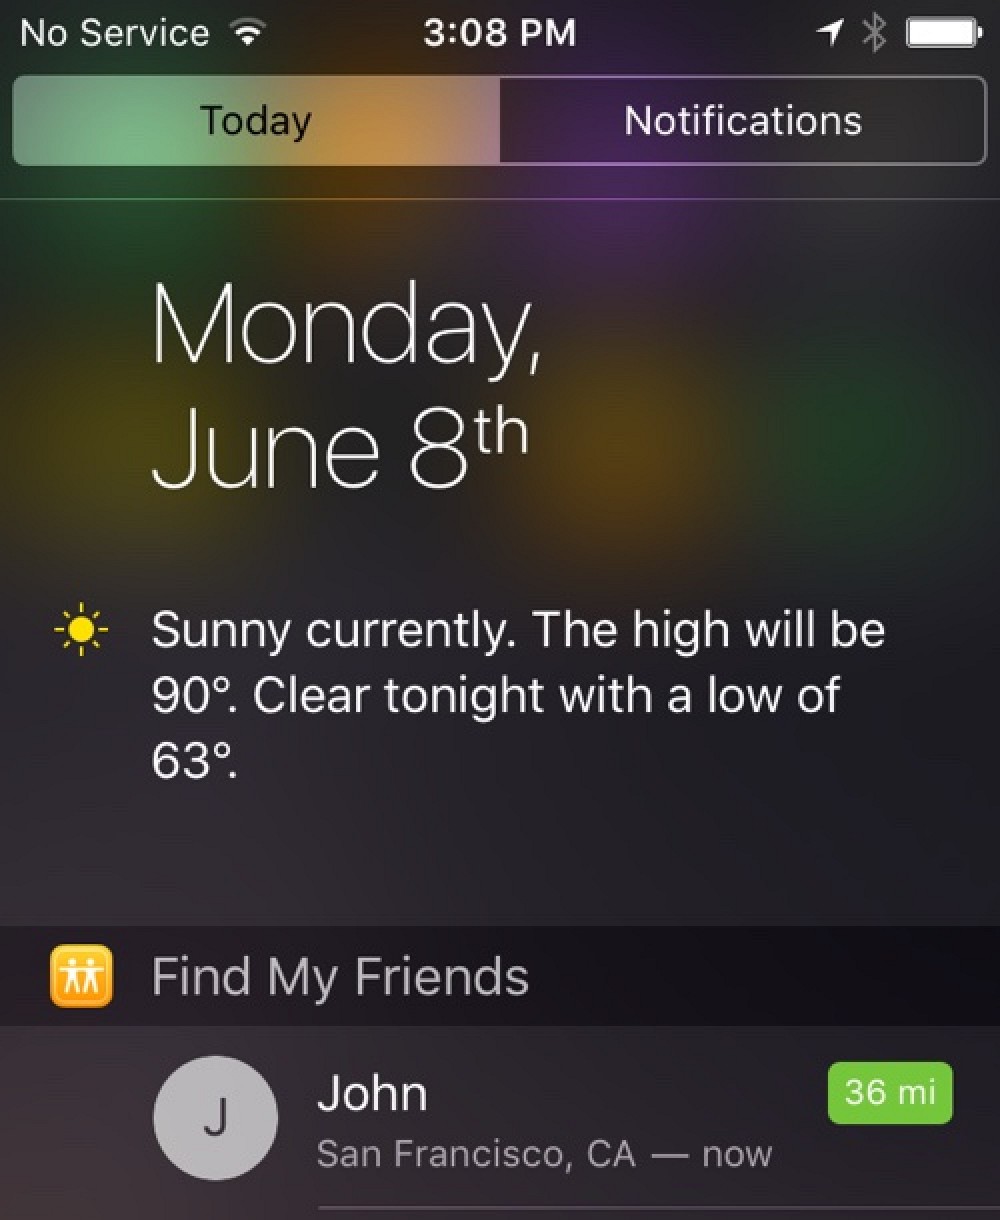 No Service 3:08 PM
Today Notifications
Monday,
June 8th
Sunny currently. The high will be
90°. Clear tonight with a low of
63°.
Find My Friends
J
John 36 mi
San Francisco, CA — now